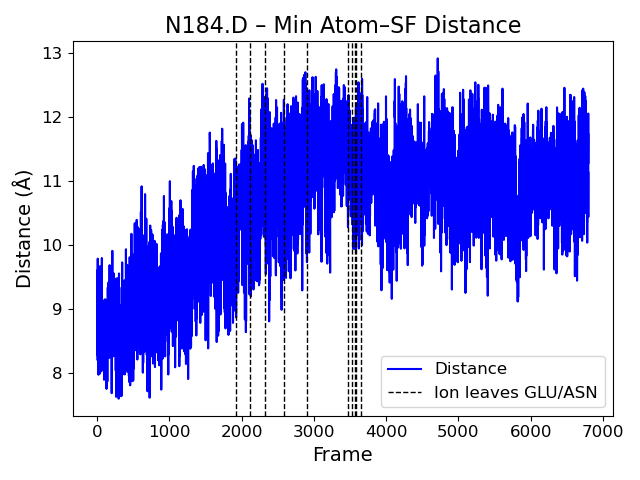 N184.D – Min Atom–SF Distance
13
12
11
10
9
8
Distance (Å)
Distance
Ion leaves GLU/ASN
0 1000 2000 3000 4000 5000 6000 7000
Frame